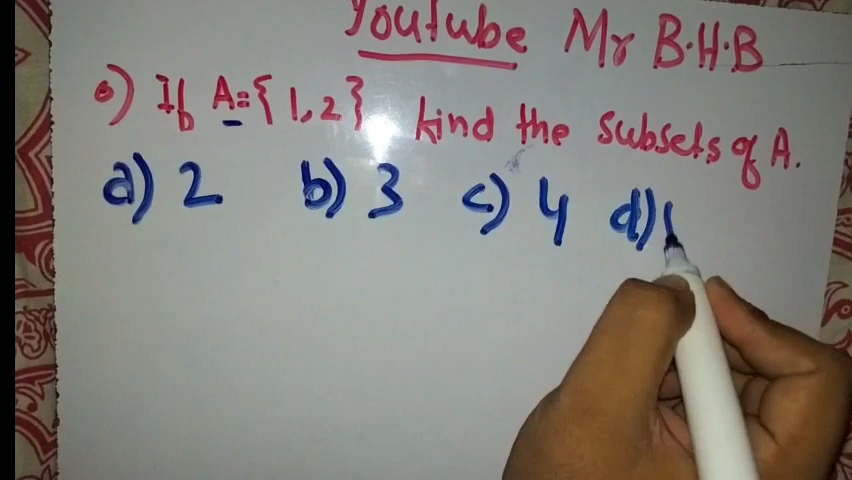 Youtube Mr B.H.B
If A={1,2} kind the subsets of A.
a) 2 b) 3 c) 4 d)